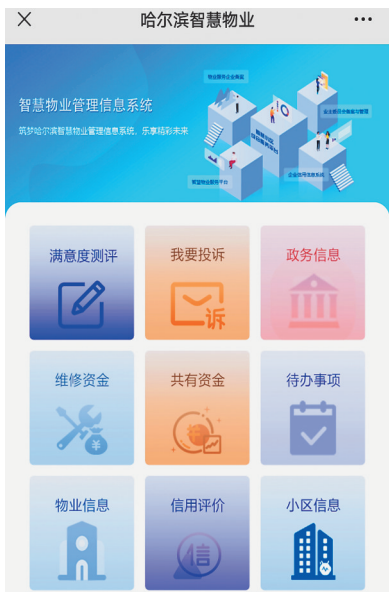 哈尔滨智慧物业
智慧物业管理信息系统
筑梦哈尔滨智慧物业管理信息系统，乐享精彩未来
满意度测评
我要投诉
政务信息
诉
维修资金
共有资金
待办事项
¥
物业信息
信用评价
小区信息
信